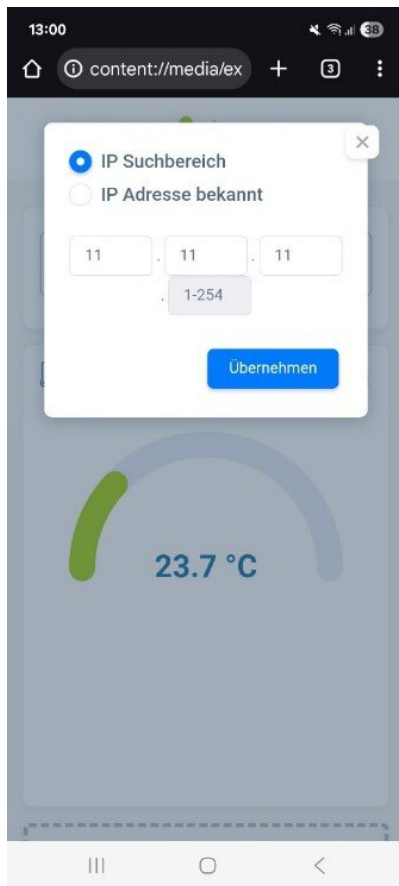 13:00
38
content://media/ex
3
IP Suchbereich
IP Adresse bekannt
11 . 11 . 11
. 1-254
Übernehmen
23.7 °C